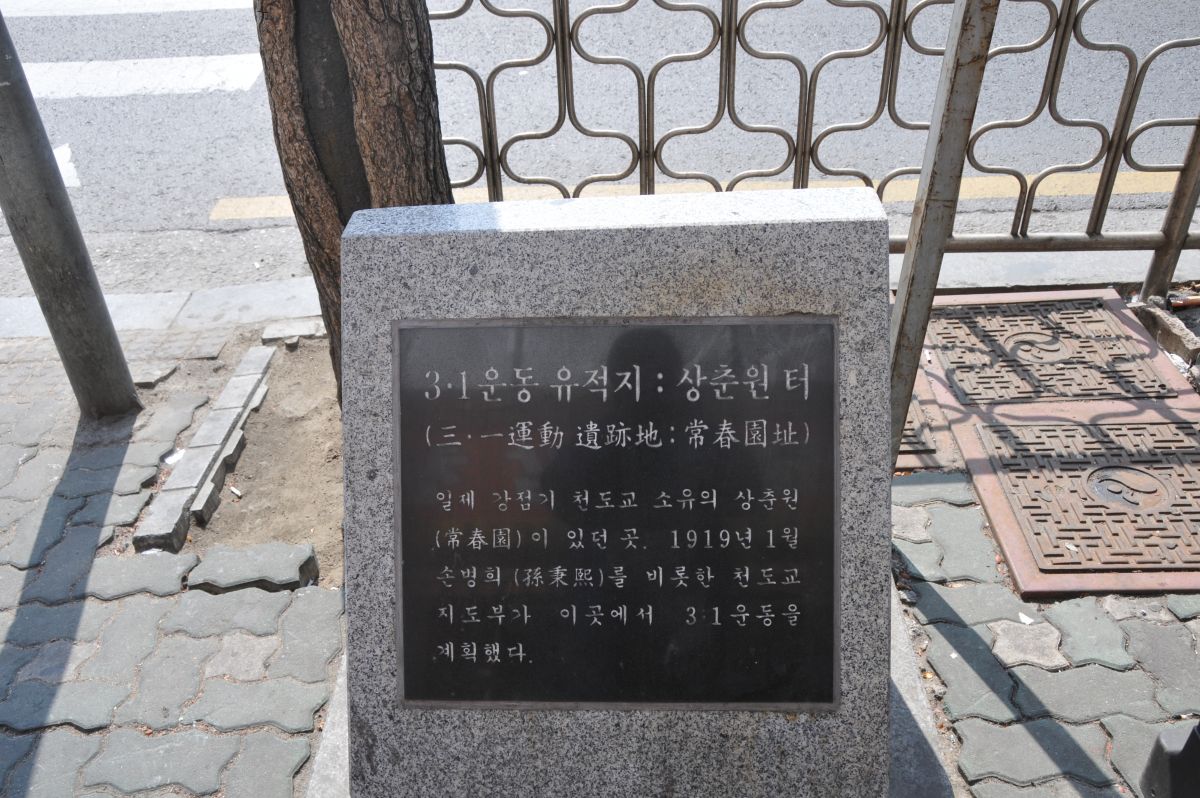 3·1운동 유적지 : 상춘원 터
(三·一運動 遺跡地 : 常春園址)
일제 강점기 천도교 소유의 상춘원
(常春園)이 있던 곳. 1919년 1월
손병희(孫秉熙)를 비롯한 천도교
지도부가 이곳에서 3·1운동을
계획했다.